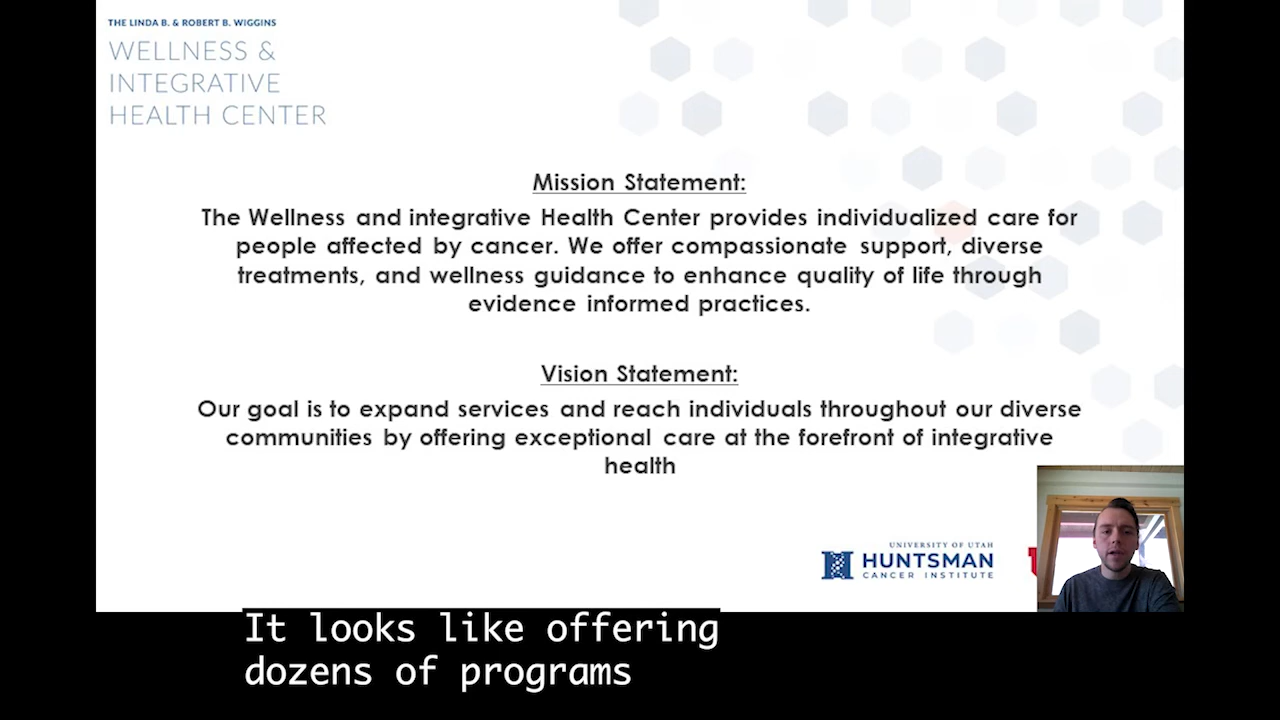 THE LINDA B. & ROBERT B. WIGGINS
WELLNESS &
INTEGRATIVE
HEALTH CENTER
Mission Statement:
The Wellness and integrative Health Center provides individualized care for
people affected by cancer. We offer compassionate support, diverse
treatments, and wellness guidance to enhance quality of life through
evidence informed practices.
Vision Statement:
Our goal is to expand services and reach individuals throughout our diverse
communities by offering exceptional care at the forefront of integrative
health
UNIVERSITY OF UTAH
HUNTSMAN
CANCER INSTITUTE
It looks like offering
dozens of programs